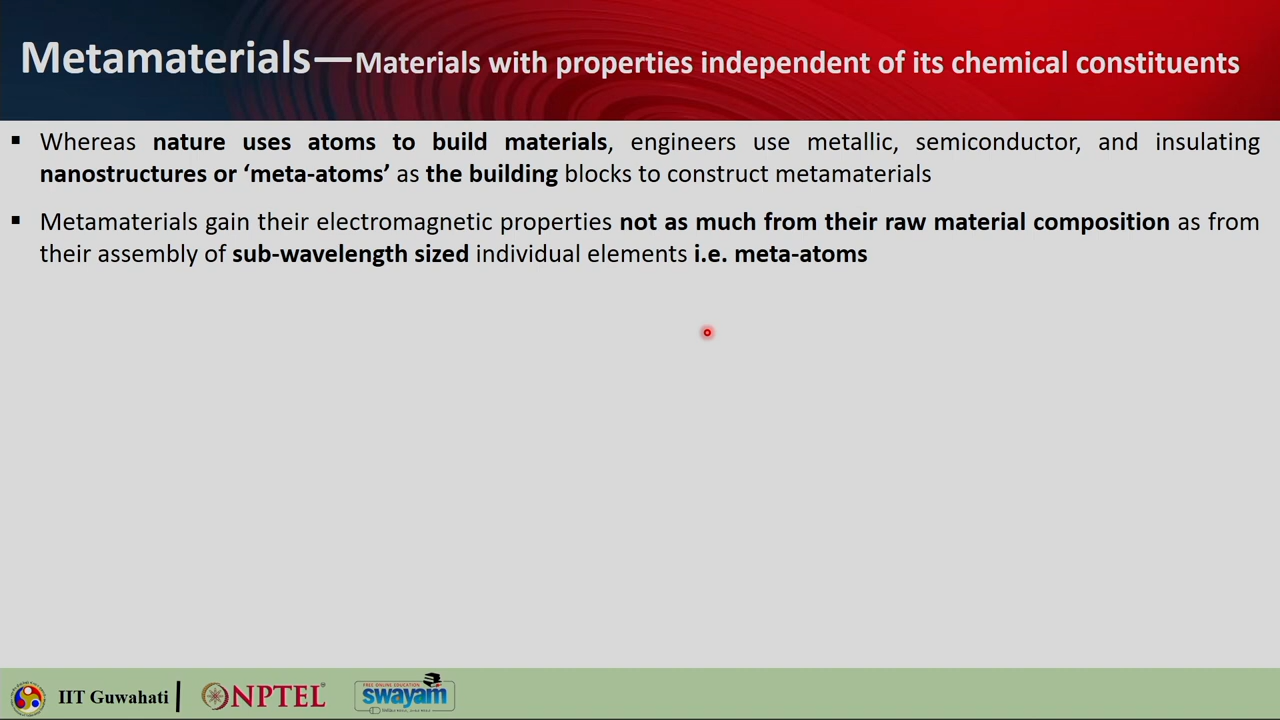 Metamaterials—Materials with properties independent of its chemical constituents
▪ Whereas nature uses atoms to build materials, engineers use metallic, semiconductor, and insulating
nanostructures or ‘meta-atoms’ as the building blocks to construct metamaterials
▪ Metamaterials gain their electromagnetic properties not as much from their raw material composition as from
their assembly of sub-wavelength sized individual elements i.e. meta-atoms
IIT Guwahati
NPTEL
FREE ONLINE EDUCATION
swayam